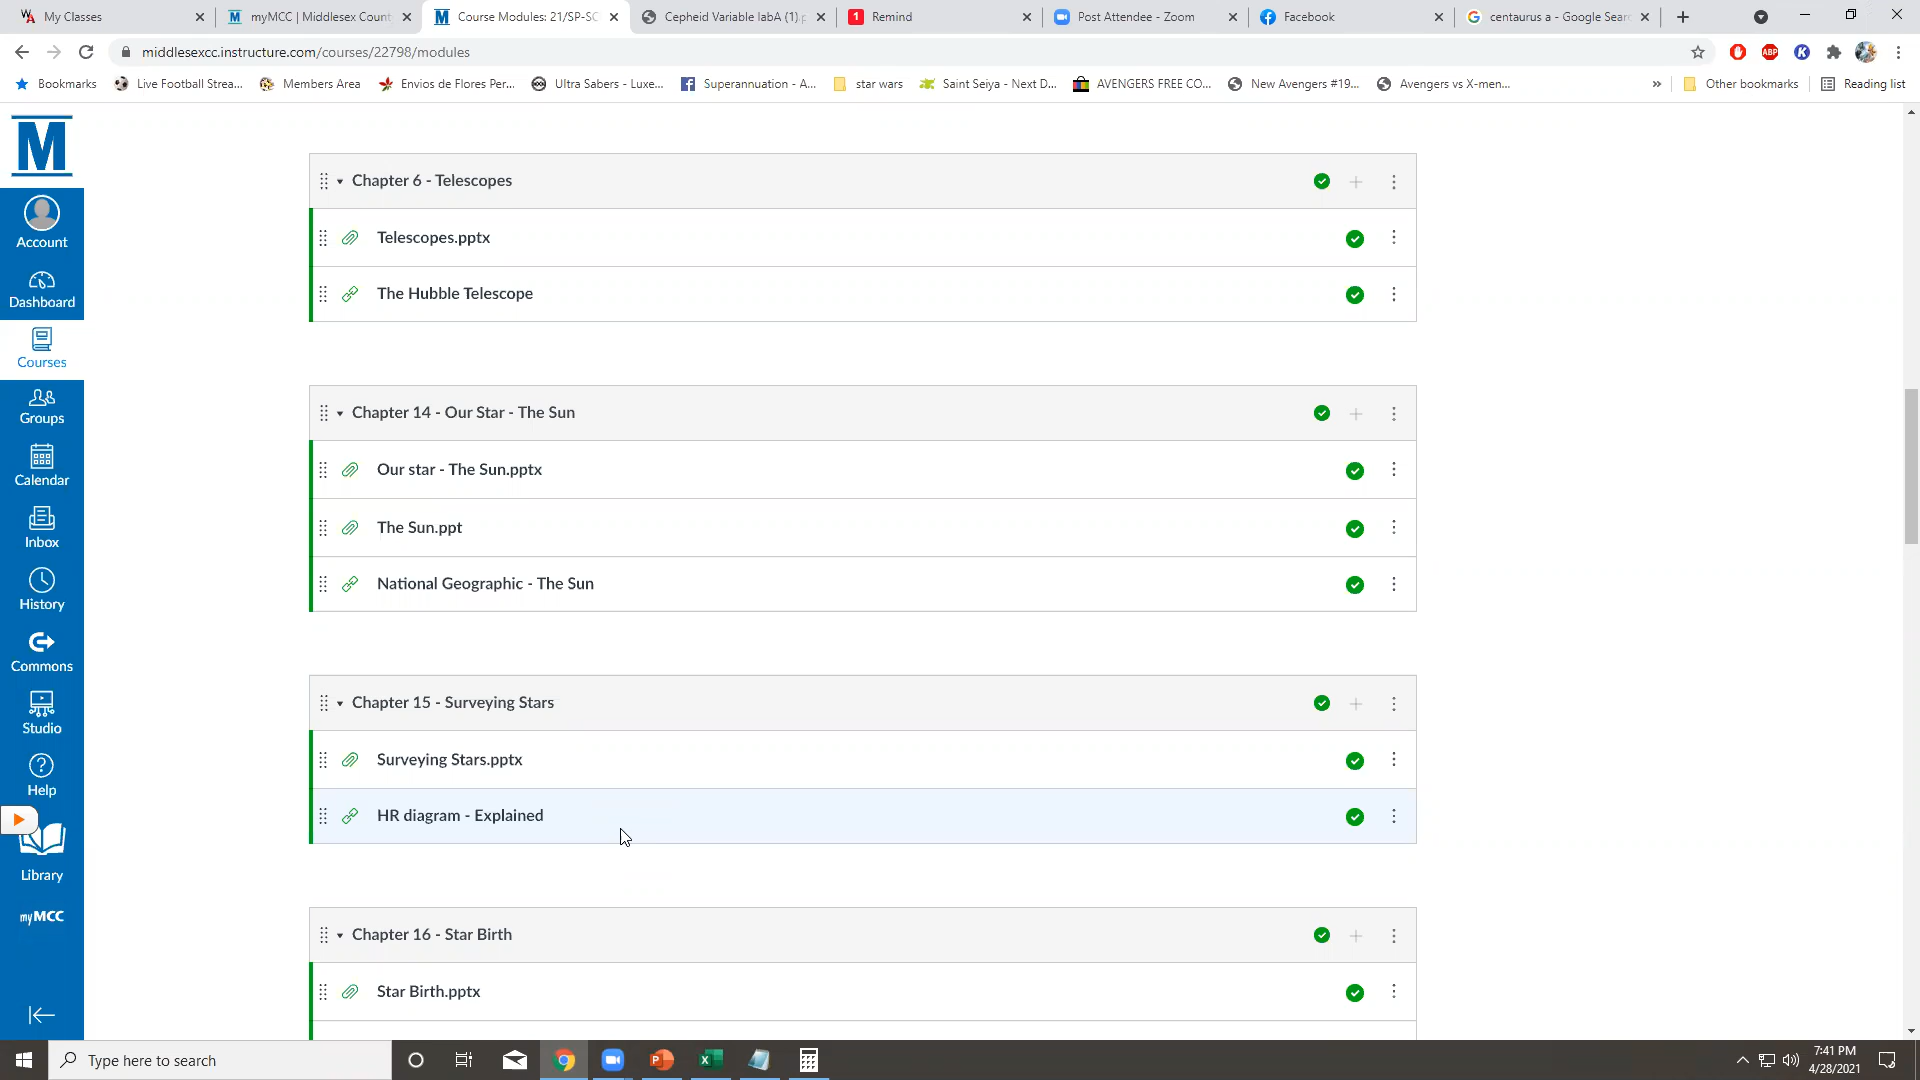 My Classes
myMCC | Middlesex Count
Course Modules: 21/SP-SC
Cepheid Variable labA (1).p
1 Remind
Post Attendee - Zoom
Facebook
centaurus a - Google Sear
middlesexcc.instructure.com/courses/22798/modules
ABP
K
Bookmarks
Live Football Strea...
Members Area
Envios de Flores Per...
Ultra Sabers - Luxe...
Superannuation - A...
star wars
Saint Seiya - Next D...
AVENGERS FREE CO...
New Avengers #19...
Avengers vs X-men...
»
Other bookmarks
Reading list
M
Account
Dashboard
Courses
Groups
Calendar
Inbox
History
Commons
Studio
Help
Library
myMCC
Chapter 6 - Telescopes
Telescopes.pptx
The Hubble Telescope
Chapter 14 - Our Star - The Sun
Our star - The Sun.pptx
The Sun.ppt
National Geographic - The Sun
Chapter 15 - Surveying Stars
Surveying Stars.pptx
HR diagram - Explained
Chapter 16 - Star Birth
Star Birth.pptx
Type here to search
7:41 PM
4/28/2021